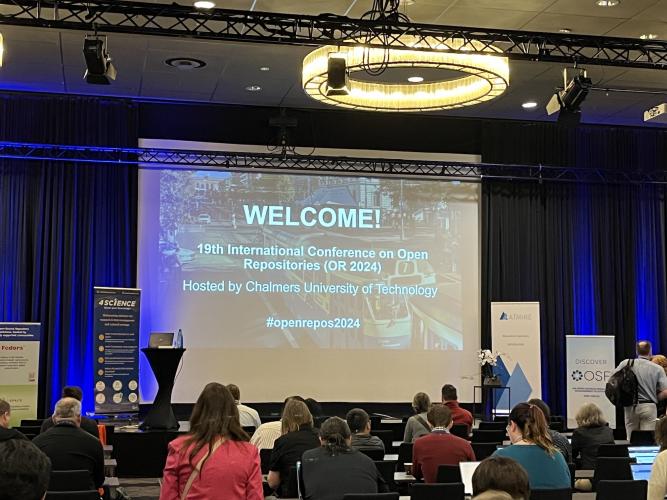 WELCOME!
19th International Conference on Open
Repositories (OR 2024)
Hosted by Chalmers University of Technology
#openrepos2024
4SCIENCE
Fedora
ATMIRE
DISCOVER
OSF